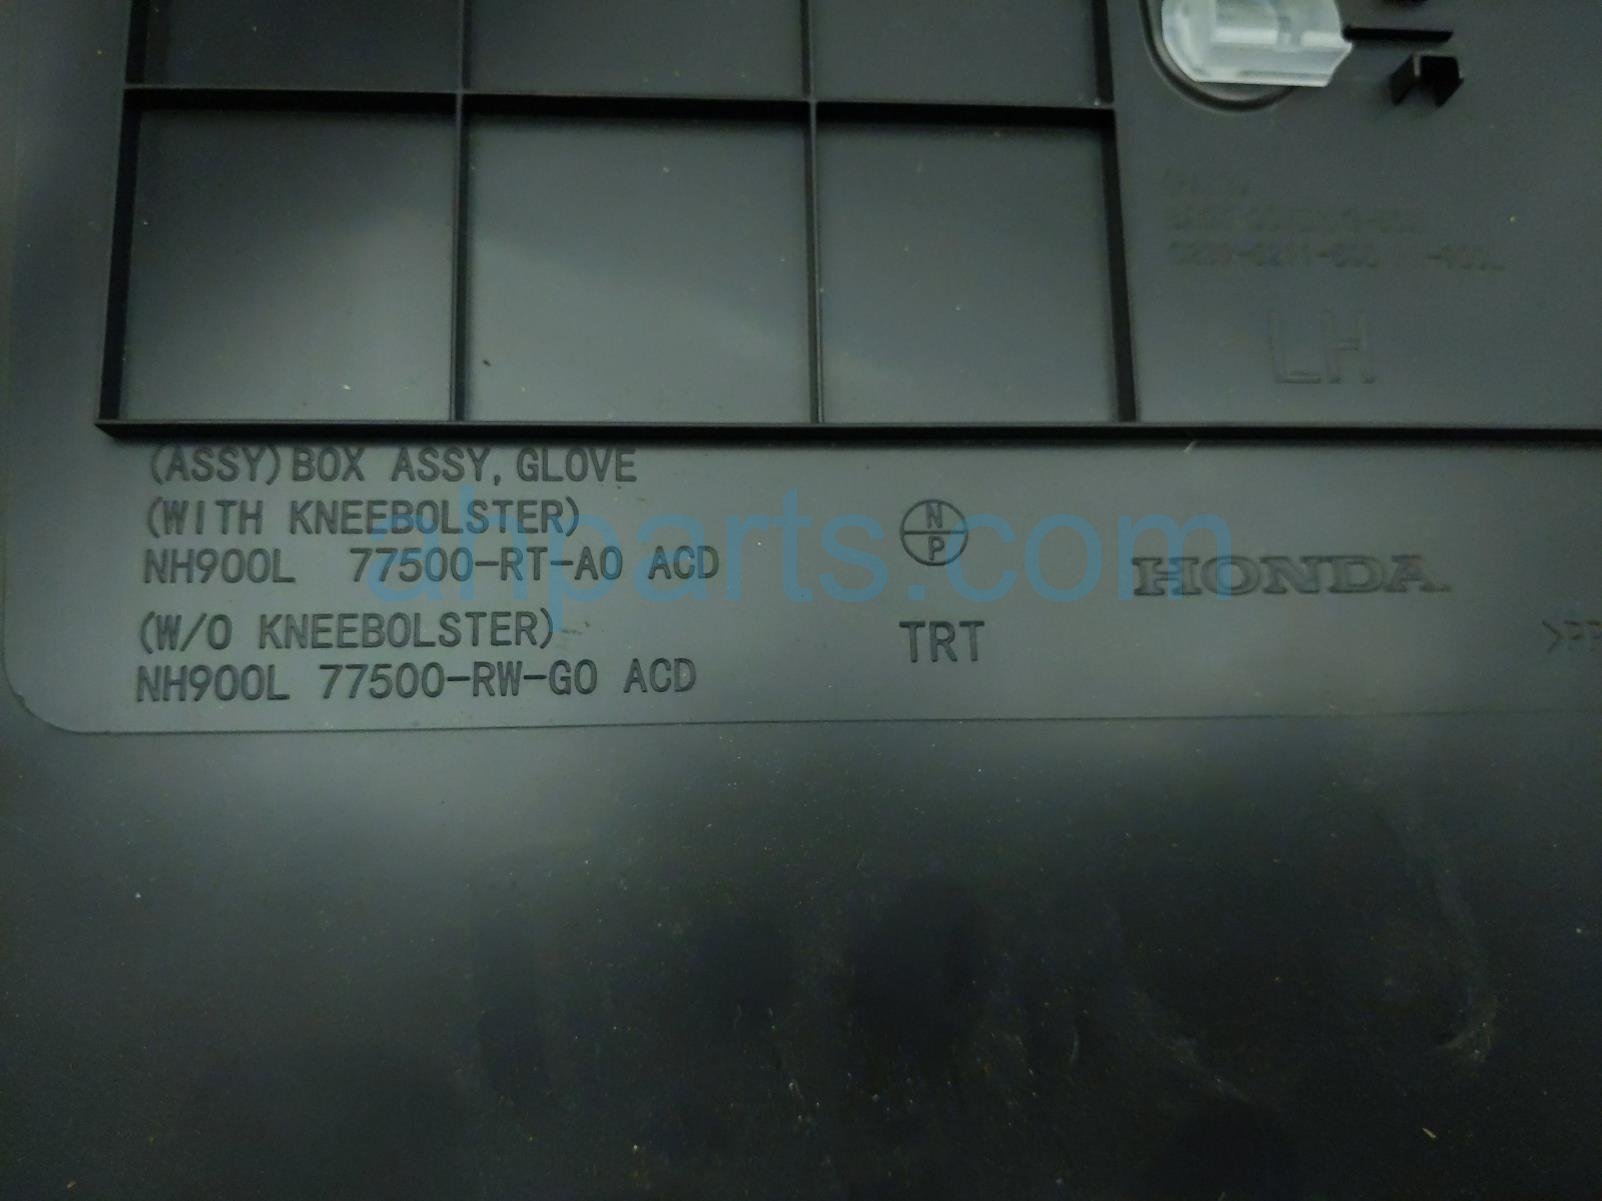 LH
(ASSY) BOX ASSY, GLOVE
(WITH KNEEBOLSTER)
NH900L 77500-RT-A0 ACD
(W/O KNEEBOLSTER)
NH900L 77500-RW-G0 ACD
N
P
TRT
HONDA
ahparts.com